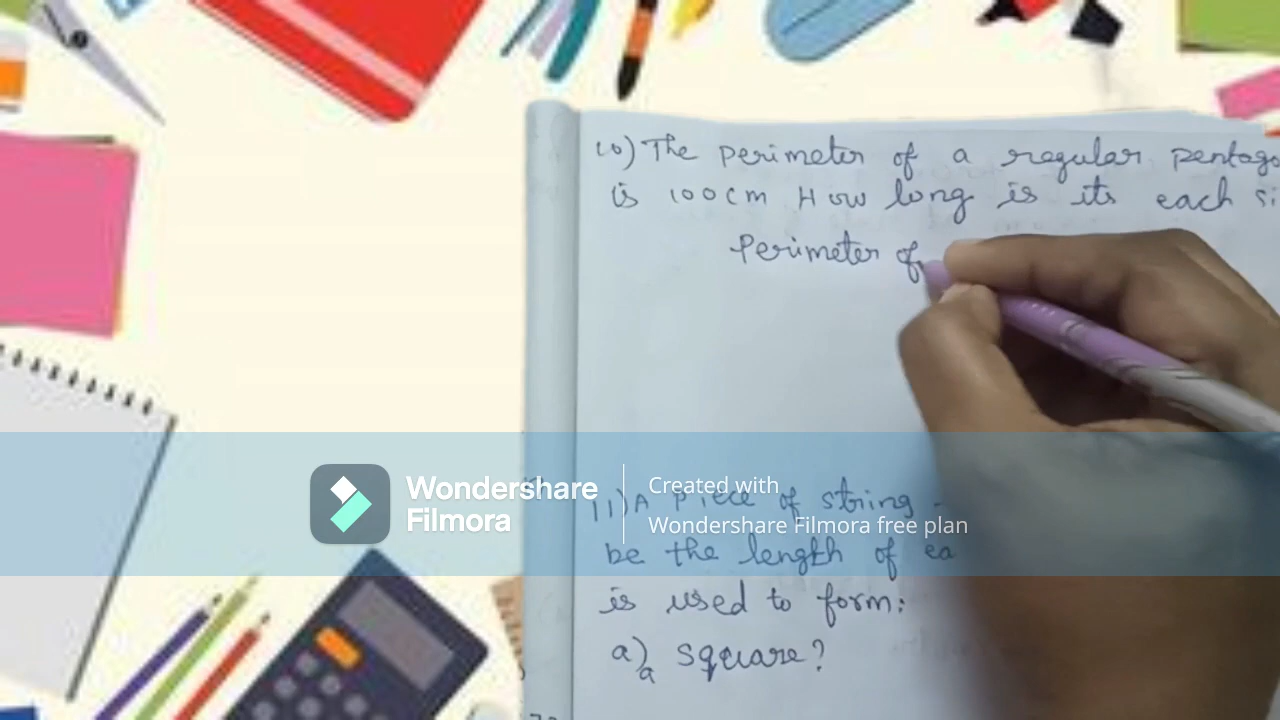 10) The perimeter of a regular pentago
is 100cm How long is its each si
Perimeter of
Wondershare
Filmora
Created with
Wondershare Filmora free plan
11) A piece of string
be the length of ea
is used to form:
a) a square?